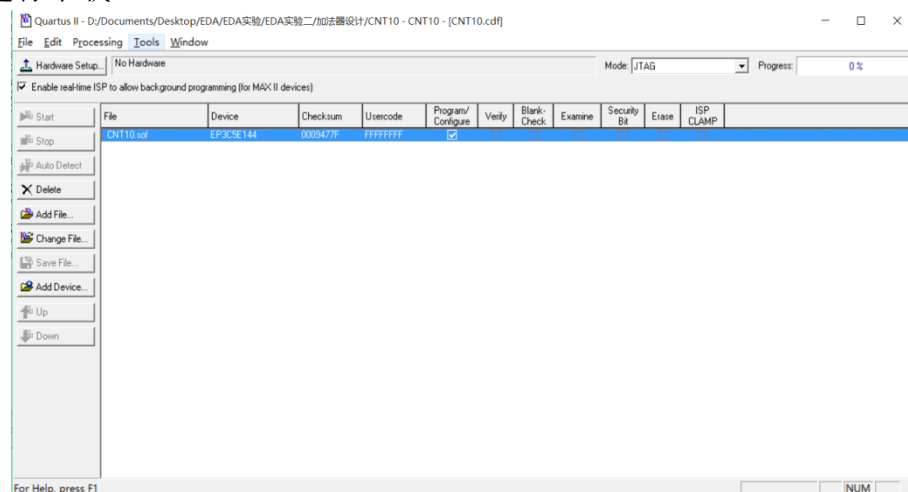 Quartus II - D:/Documents/Desktop/EDA/EDA实验/EDA实验二/加法器设计/CNT10 - CNT10 - [CNT10.cdf]
File Edit Processing Tools Window
Hardware Setup... No Hardware Mode: JTAG Progress: 0 %
Enable real-time ISP to allow background programming (for MAX II devices)
Start File Device Checksum Usercode Program/Configure Verify Blank-Check Examine Security Bit Erase ISP CLAMP
CNT10.sof EP3C5E144 0009477F FFFFFFFF
Stop
Auto Detect
Delete
Add File...
Change File...
Save File...
Add Device...
Up
Down
For Help, press F1 NUM